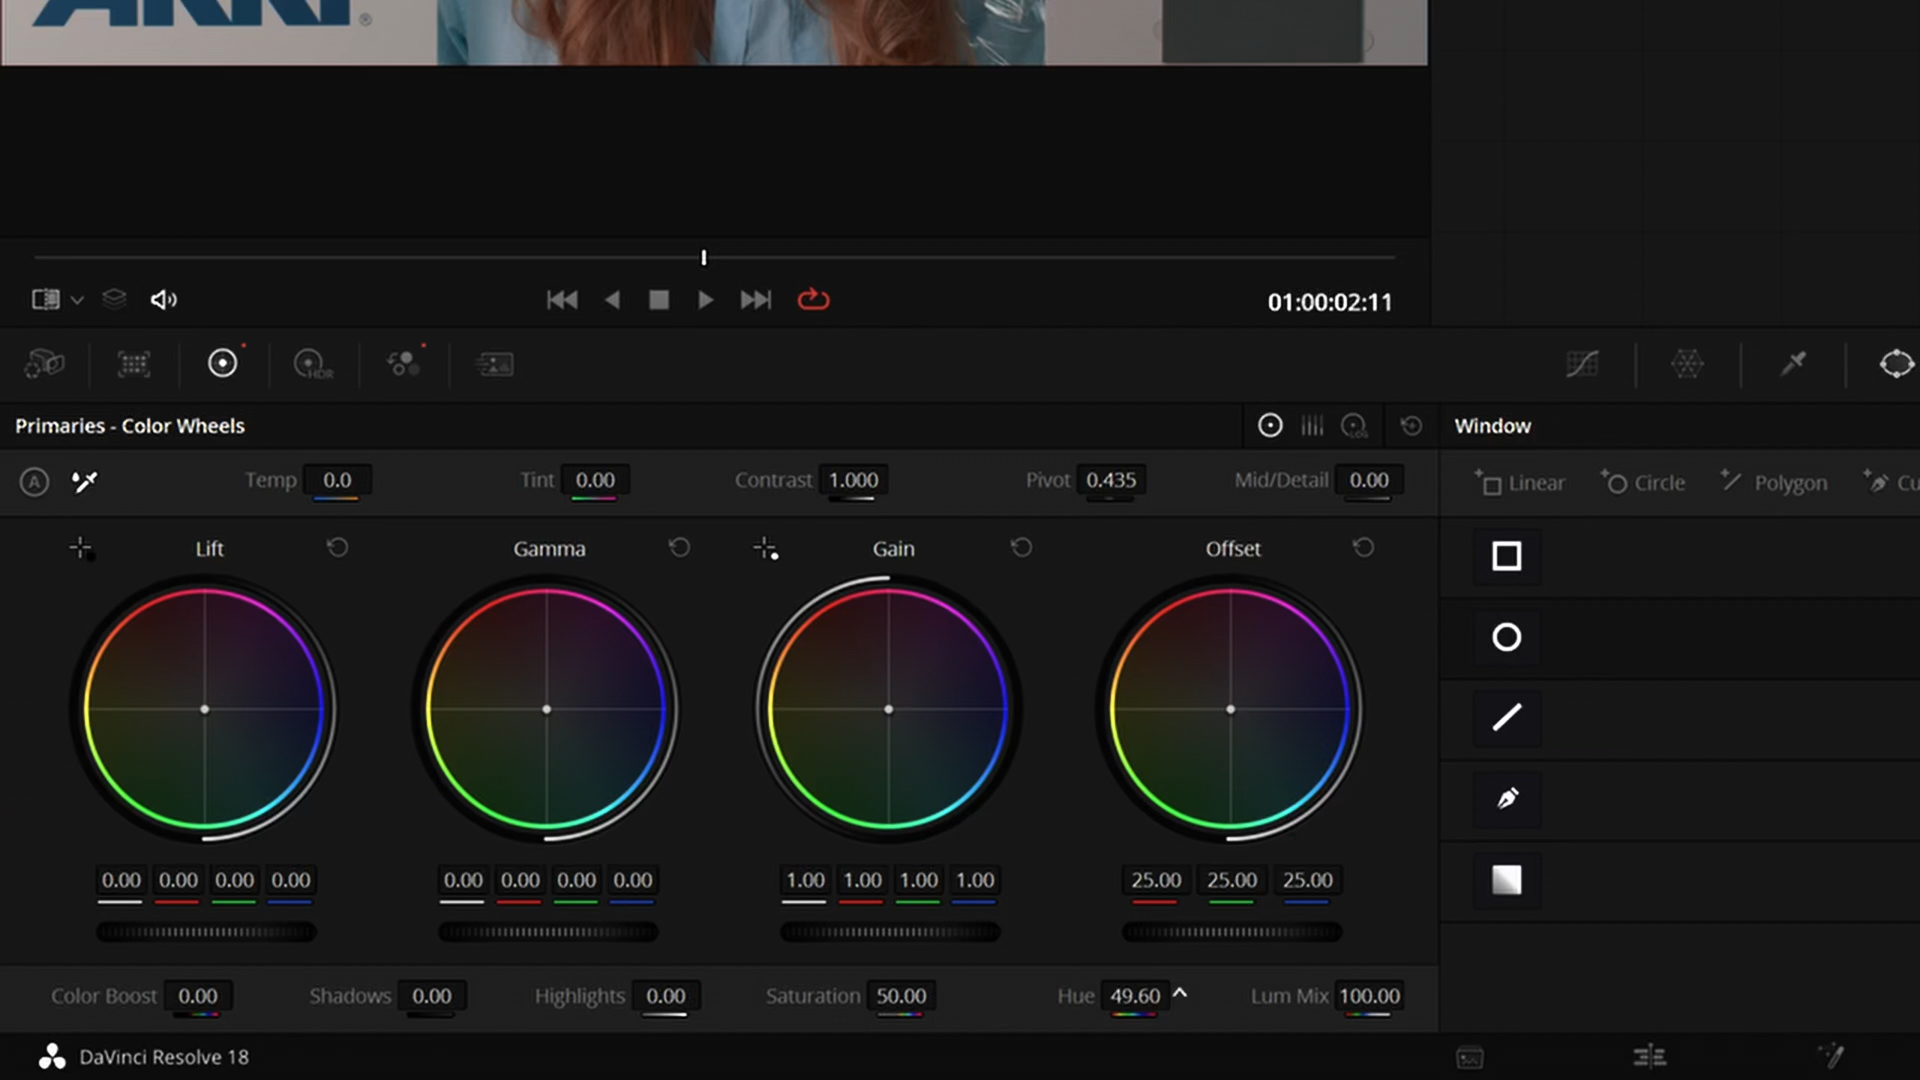 ARRI®
01:00:02:11
HDR
Primaries - Color Wheels
LOG
Window
A
Temp 0.0
Tint 0.00
Contrast 1.000
Pivot 0.435
Mid/Detail 0.00
Linear
Circle
Polygon
Cu
Lift
Gamma
Gain
Offset
0.00 0.00 0.00 0.00
0.00 0.00 0.00 0.00
1.00 1.00 1.00 1.00
25.00 25.00 25.00
Color Boost 0.00
Shadows 0.00
Highlights 0.00
Saturation 50.00
Hue 49.60
Lum Mix 100.00
DaVinci Resolve 18